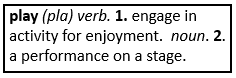 play (pla) verb. 1. engage in
activity for enjoyment. noun. 2.
a performance on a stage.